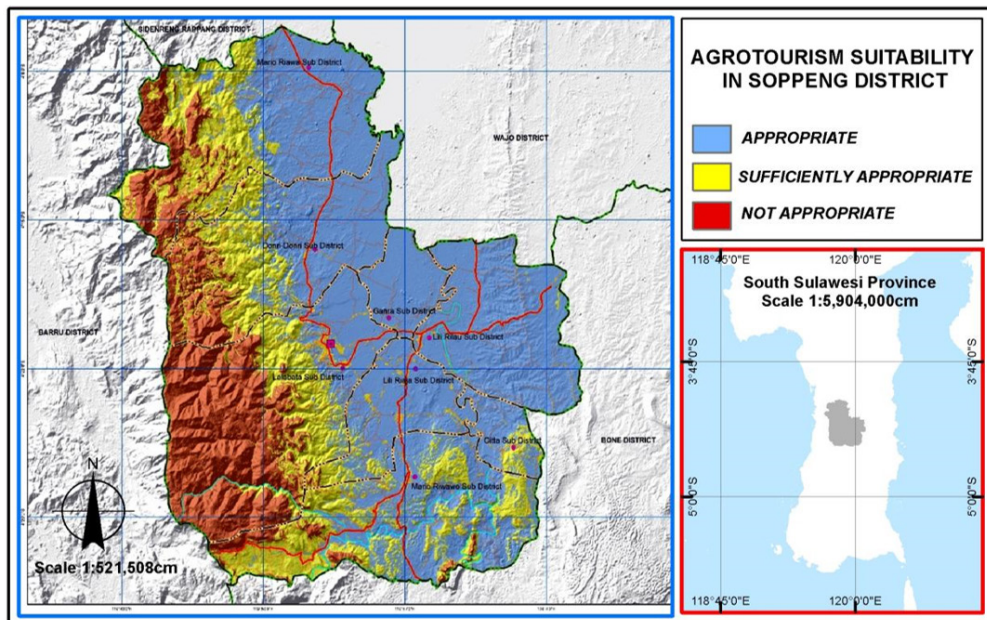 SIDENRENG RAPPANG DISTRICT
Mario Riawa Sub District
WAJO DISTRICT
Donri Donri Sub District
BARRU DISTRICT
Ganra Sub District
Lili Rilau Sub District
Lalabata Sub District
Lili Riaja Sub District
Citta Sub District
BONE DISTRICT
Mario Riwawo Sub District
N
Scale 1:521,508cm
AGROTOURISM SUITABILITY
IN SOPPENG DISTRICT
APPROPRIATE
SUFFICIENTLY APPROPRIATE
NOT APPROPRIATE
118°45'0"E
120°0'0"E
South Sulawesi Province
Scale 1:5,904,000cm
3°45'0"S
3°45'0"S
5°0'0"S
5°0'0"S
118°45'0"E
120°0'0"E